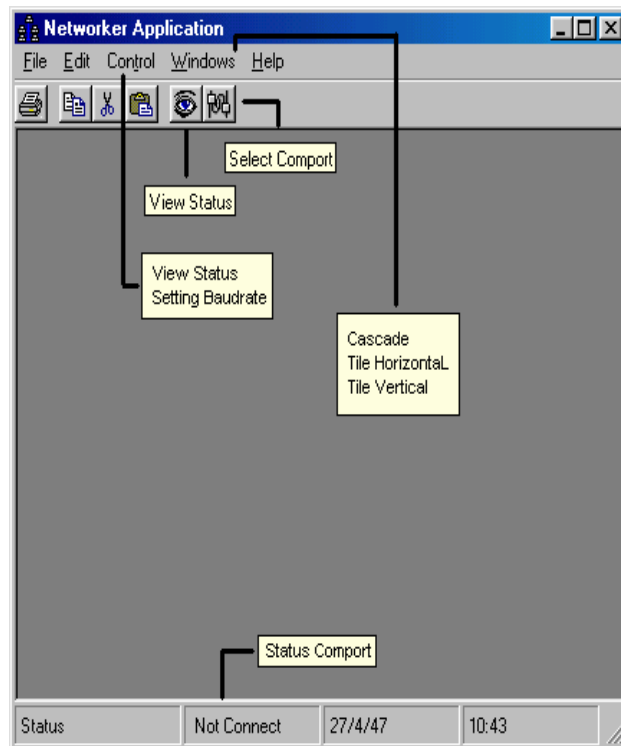 Networker Application
File Edit Control Windows Help
Select Comport
View Status
View Status
Setting Baudrate
Cascade
Tile HorizontaL
Tile Vertical
Status Comport
Status Not Connect 27/4/47 10:43